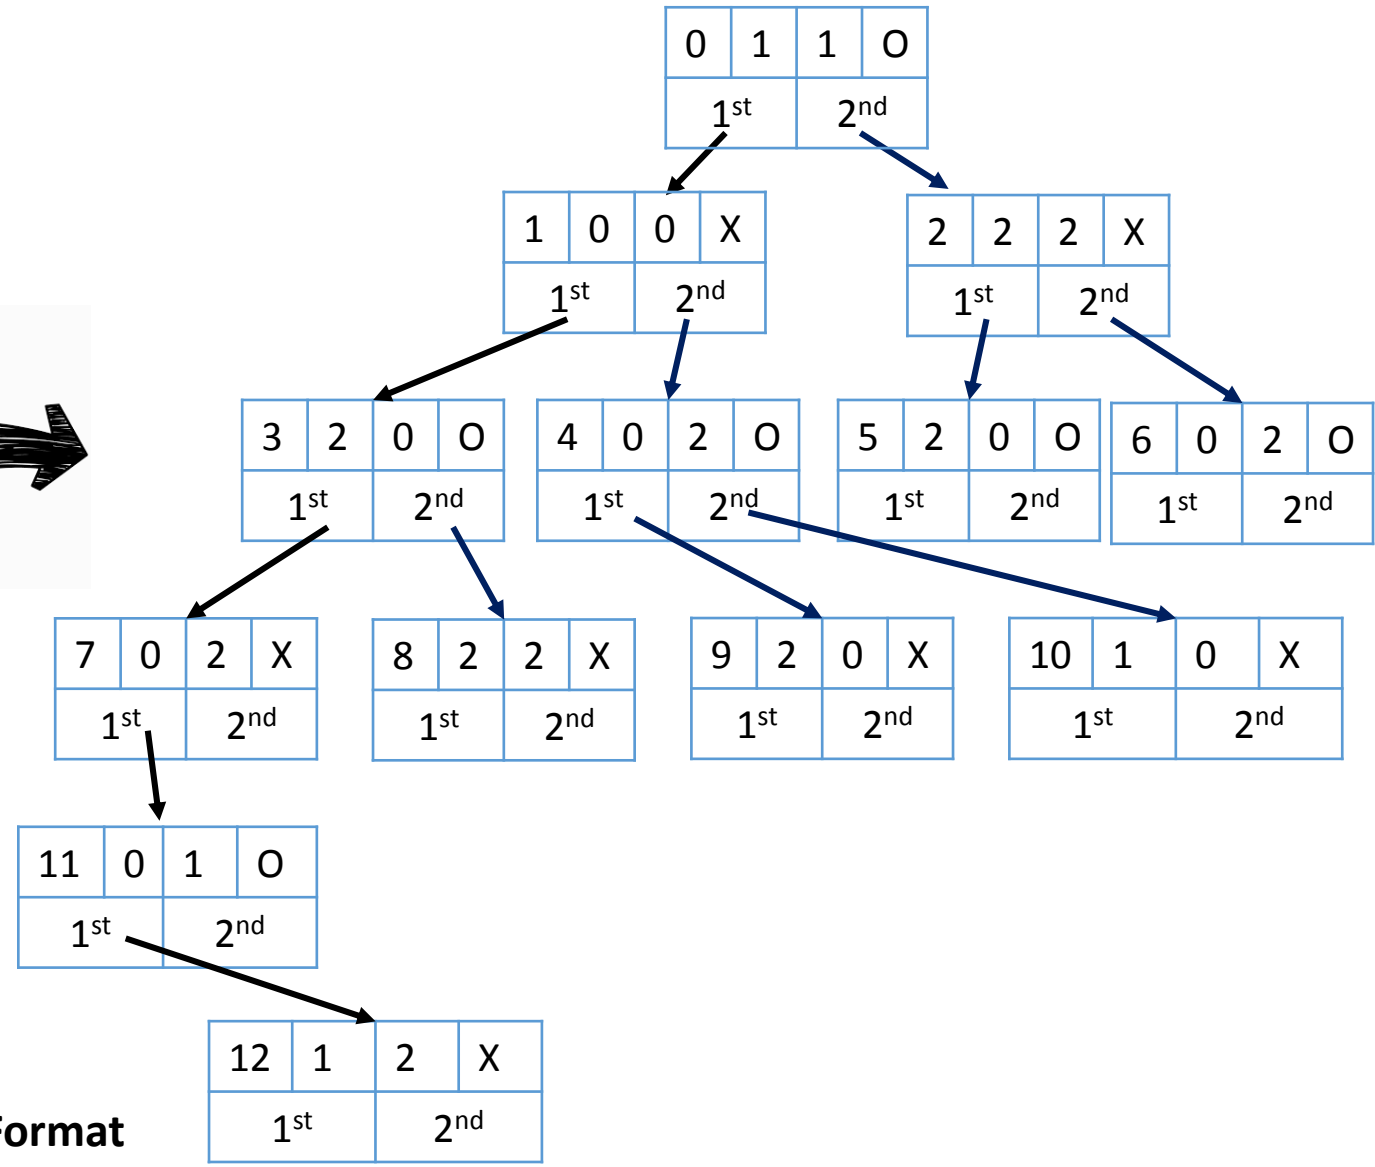 0 1 1 O
1st 2nd
1 0 0 X
1st 2nd
2 2 2 X
1st 2nd
3 2 0 O
1st 2nd
4 0 2 O
1st 2nd
5 2 0 O
1st 2nd
6 0 2 O
1st 2nd
7 0 2 X
1st 2nd
8 2 2 X
1st 2nd
9 2 0 X
1st 2nd
10 1 0 X
1st 2nd
11 0 1 O
1st 2nd
12 1 2 X
1st 2nd
Format